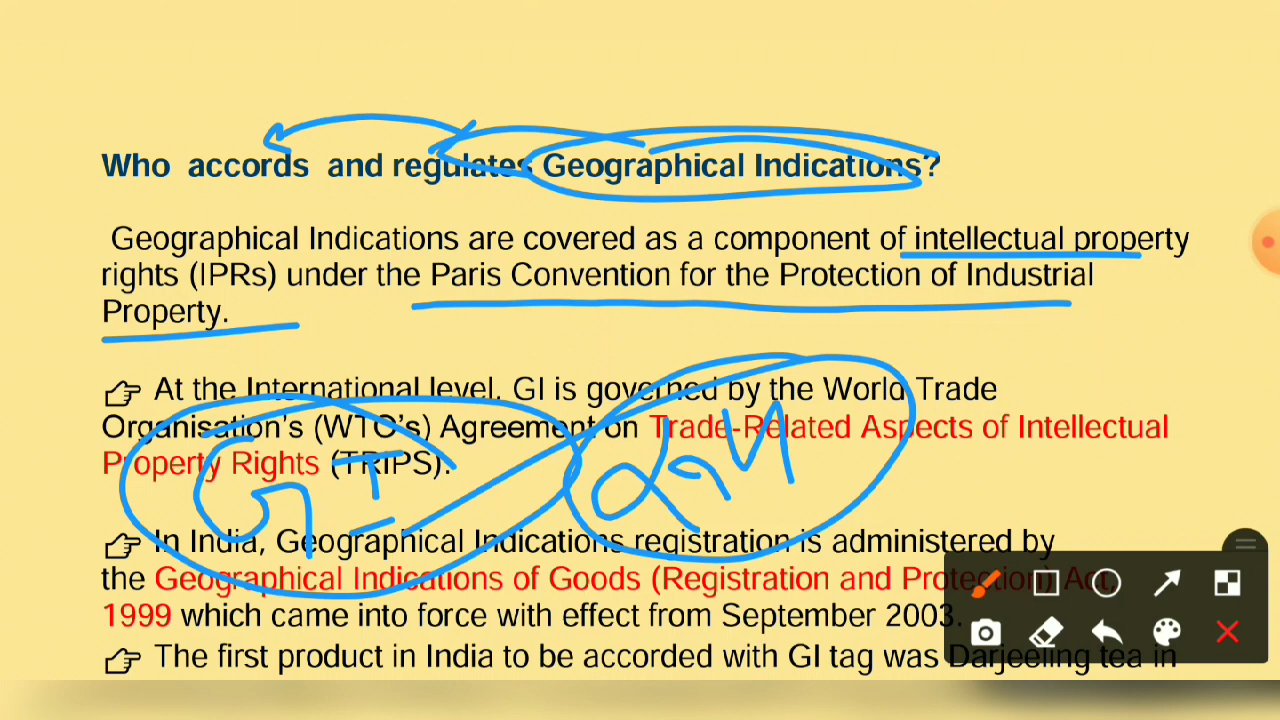 Who accords and regulates Geographical Indications?
Geographical Indications are covered as a component of intellectual property
rights (IPRs) under the Paris Convention for the Protection of Industrial
Property.
At the International level, GI is governed by the World Trade
Organisation's (WTO's) Agreement on Trade-Related Aspects of Intellectual
Property Rights (TRIPS).
GI
In India, Geographical Indications registration is administered by
the Geographical Indications of Goods (Registration and Protection) Act,
1999 which came into force with effect from September 2003.
The first product in India to be accorded with GI tag was Darjeeling tea in